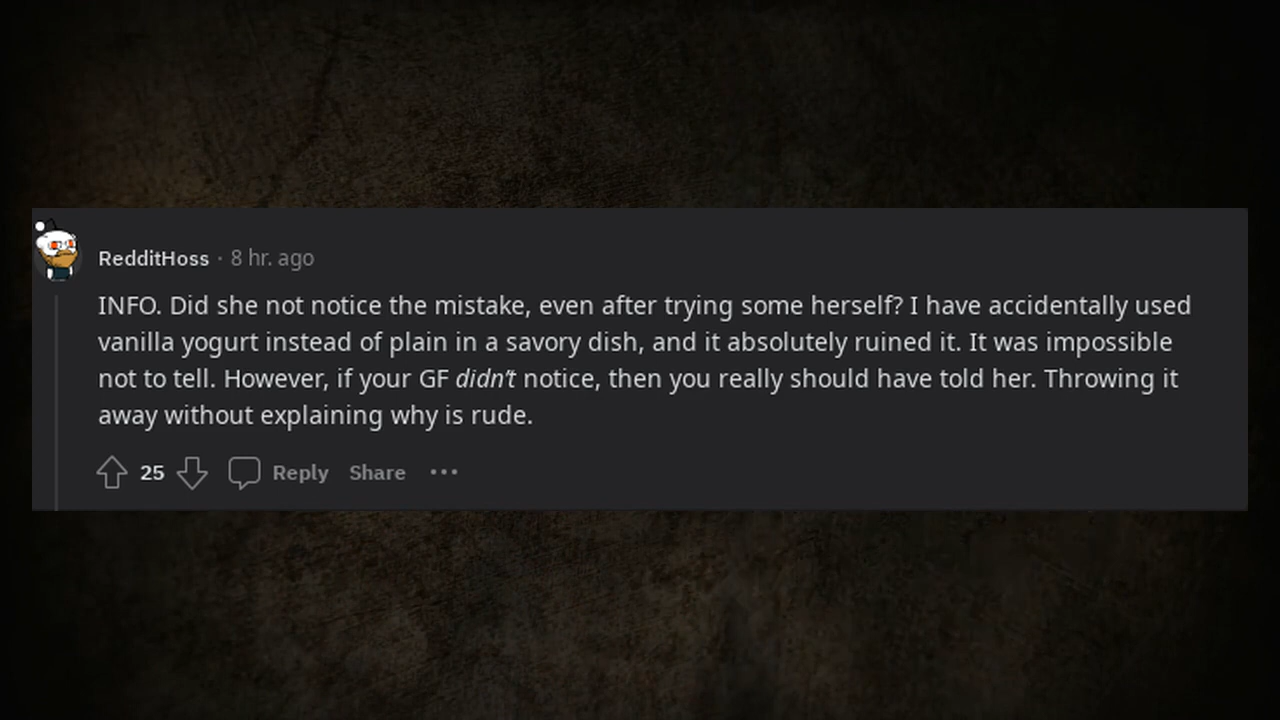 RedditHoss · 8 hr. ago
INFO. Did she not notice the mistake, even after trying some herself? I have accidentally used
vanilla yogurt instead of plain in a savory dish, and it absolutely ruined it. It was impossible
not to tell. However, if your GF didn't notice, then you really should have told her. Throwing it
away without explaining why is rude.
25 Reply Share •••